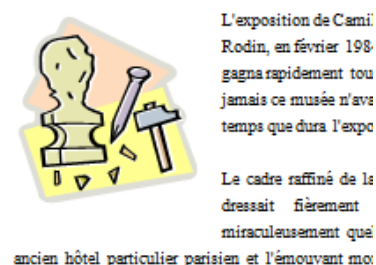 L'exposition de Camil
Rodin, en février 198
gagna rapidement tou
jamais ce musée n'av
temps que dura l'expo
Le cadre raffiné de la
dressait fièrement
miraculeusement quel
ancien hôtel particulier parisien et l'émouvant mo